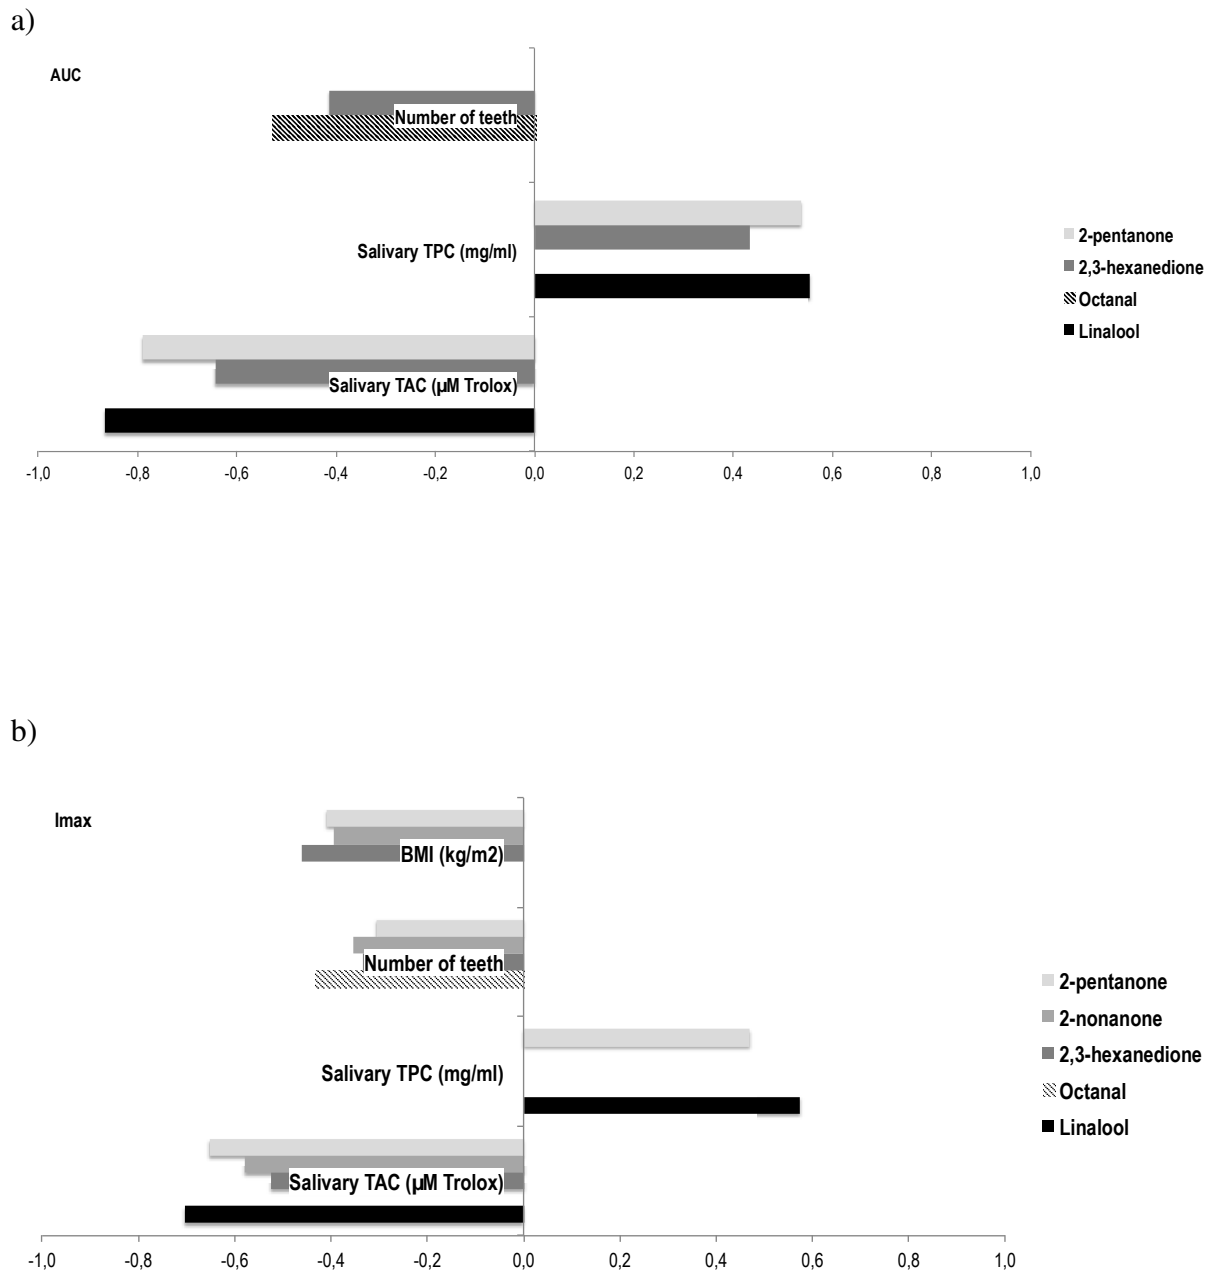 a)
AUC
Number of teeth
Salivary TPC (mg/ml)
Salivary TAC (µM Trolox)
-1,0 -0,8 -0,6 -0,4 -0,2 0,0 0,2 0,4 0,6 0,8 1,0
2-pentanone
2,3-hexanedione
Octanal
Linalool
b)
Imax
BMI (kg/m2)
Number of teeth
Salivary TPC (mg/ml)
Salivary TAC (µM Trolox)
-1,0 -0,8 -0,6 -0,4 -0,2 0,0 0,2 0,4 0,6 0,8 1,0
2-pentanone
2-nonanone
2,3-hexanedione
Octanal
Linalool